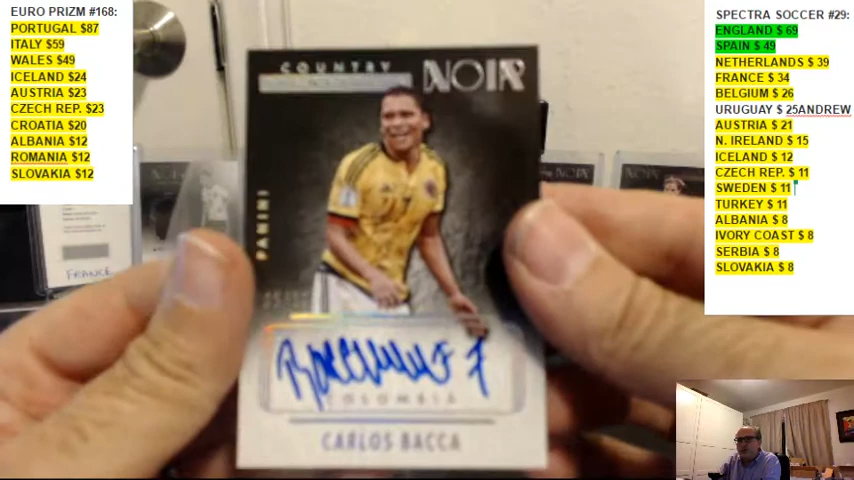 EURO PRIZM #168:
PORTUGAL $87
ITALY $59
WALES $49
ICELAND $24
AUSTRIA $23
CZECH REP. $23
CROATIA $20
ALBANIA $12
ROMANIA $12
SLOVAKIA $12
COUNTRY
NOIR
PANINI
COLOMBIA
CARLOS BACCA
FRANCE
SPECTRA SOCCER #29:
ENGLAND $ 69
SPAIN $ 49
NETHERLANDS $ 39
FRANCE $ 34
BELGIUM $ 26
URUGUAY $ 25ANDREW
AUSTRIA $ 21
N. IRELAND $ 15
ICELAND $ 12
CZECH REP. $ 11
SWEDEN $ 11
TURKEY $ 11
ALBANIA $ 8
IVORY COAST $ 8
SERBIA $ 8
SLOVAKIA $ 8